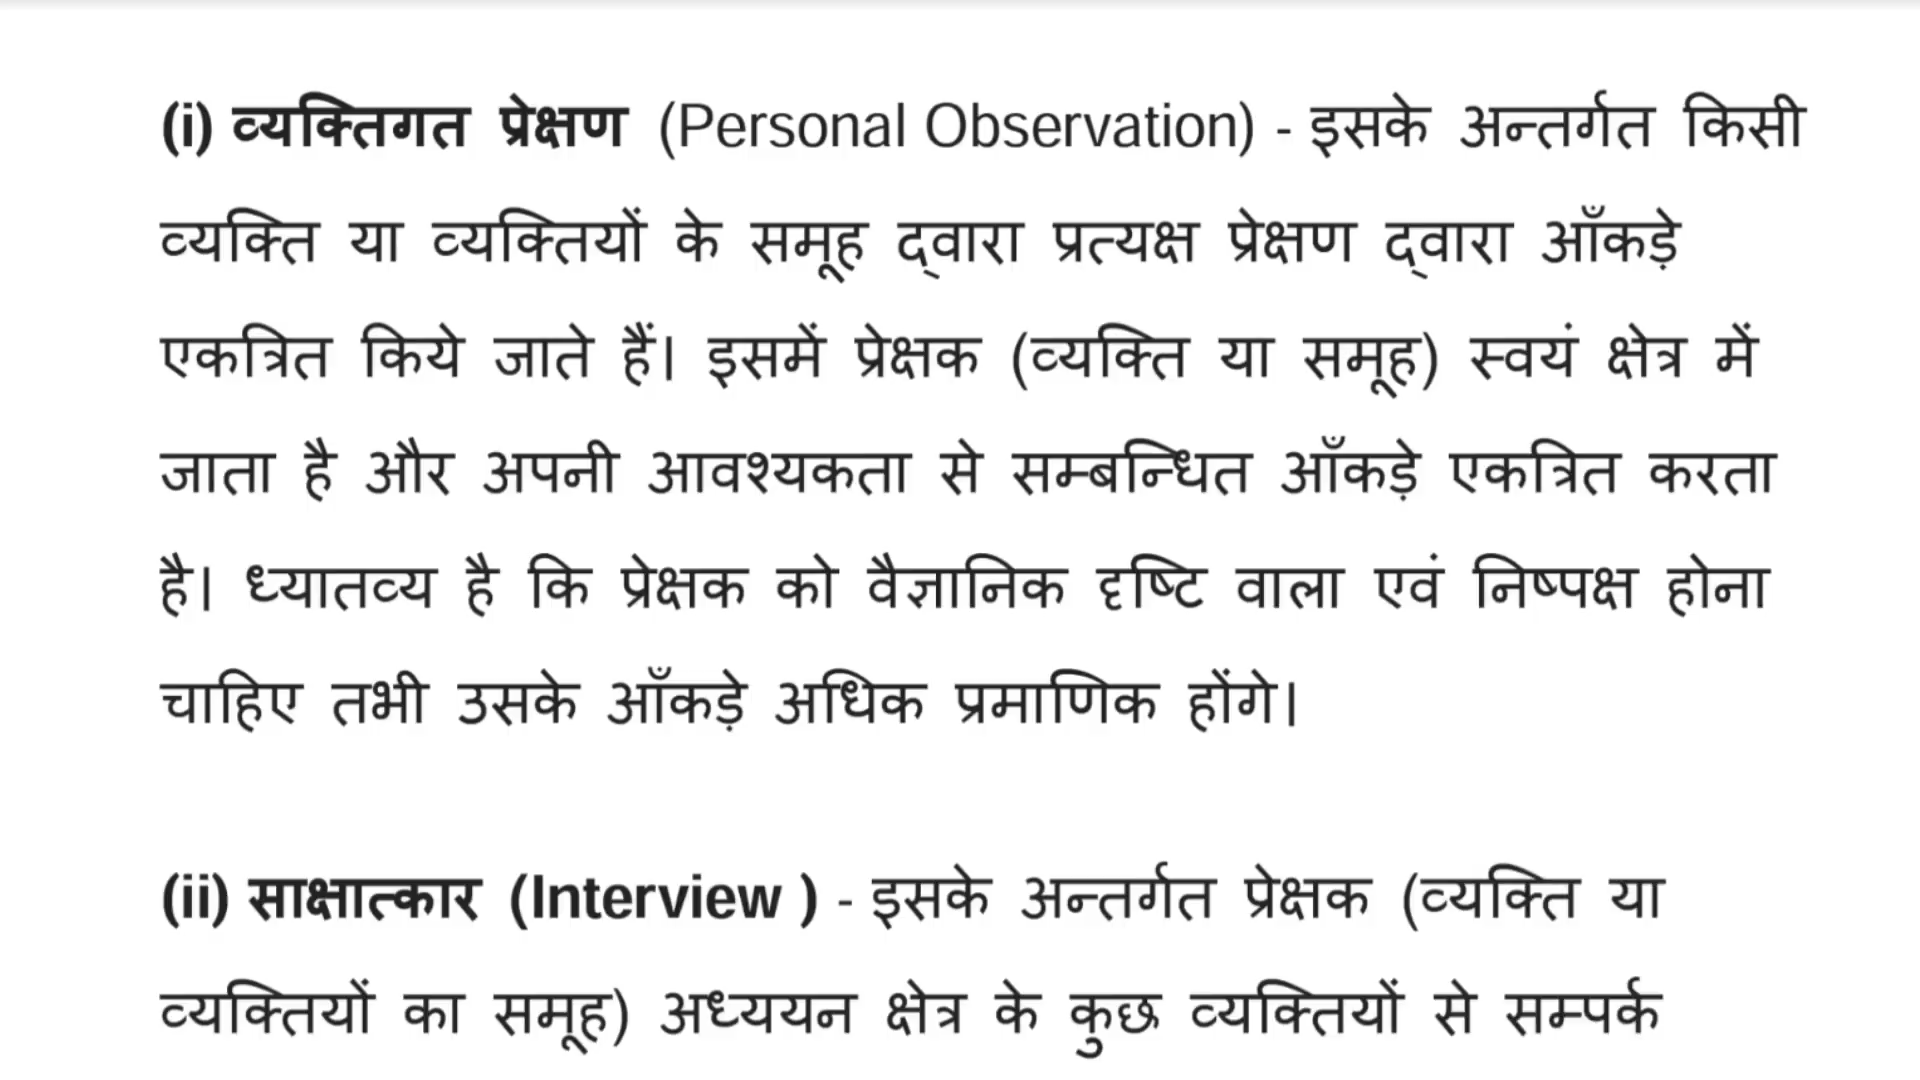 (i) व्यक्तिगत प्रेक्षण (Personal Observation) - इसके अन्तर्गत किसी
व्यक्ति या व्यक्तियों के समूह द्वारा प्रत्यक्ष प्रेक्षण द्वारा आँकड़े
एकत्रित किये जाते हैं। इसमें प्रेक्षक (व्यक्ति या समूह) स्वयं क्षेत्र में
जाता है और अपनी आवश्यकता से सम्बन्धित आँकड़े एकत्रित करता
है। ध्यातव्य है कि प्रेक्षक को वैज्ञानिक दृष्टि वाला एवं निष्पक्ष होना
चाहिए तभी उसके आँकड़े अधिक प्रमाणिक होंगे।
(ii) साक्षात्कार (Interview ) - इसके अन्तर्गत प्रेक्षक (व्यक्ति या
व्यक्तियों का समूह) अध्ययन क्षेत्र के कुछ व्यक्तियों से सम्पर्क